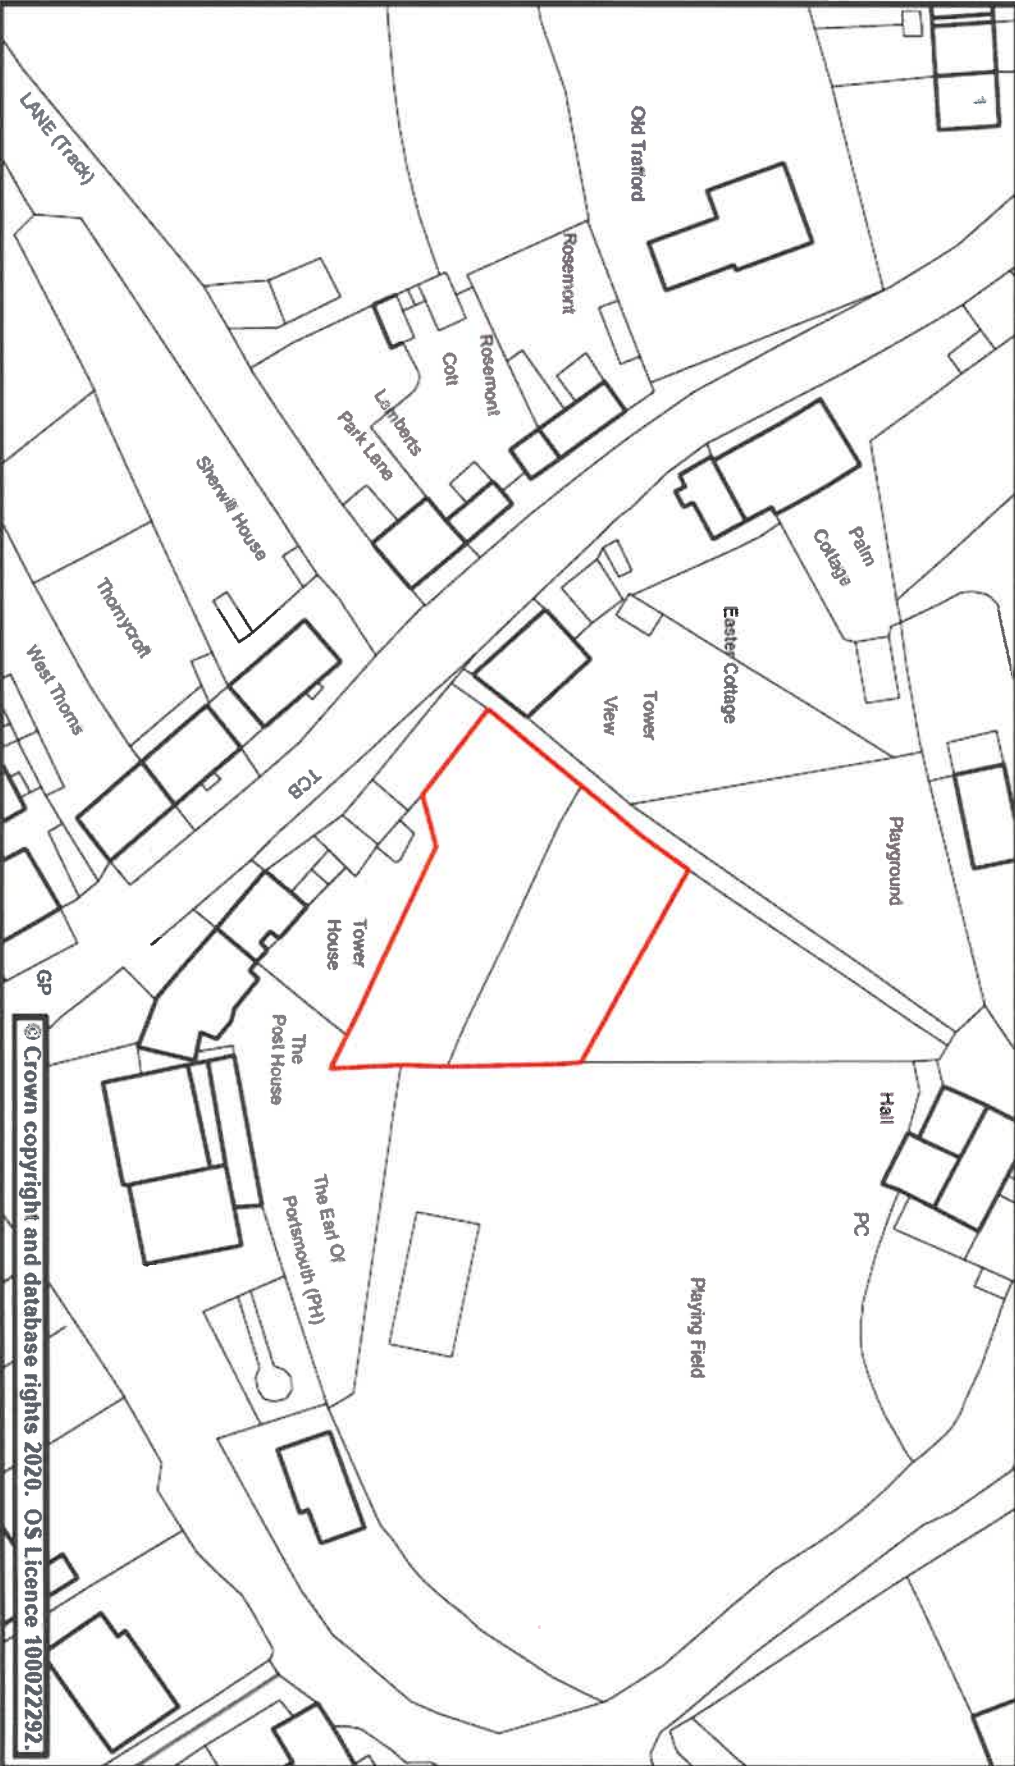 1
Old Trafford
LANE (Track)
Rosemont
Rosemont
Cott
Lamberts
Park Lane
Sherwill House
Thornycroft
West Thorns
Palm
Cottage
Easter Cottage
Tower
View
TCB
Playground
Tower
House
GP
The
Post House
Hall
PC
The Earl Of
Portsmouth (PH)
Playing Field
© Crown copyright and database rights 2020. OS Licence 100022292.